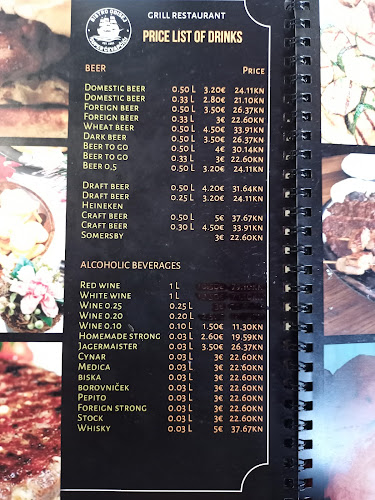 BISTRO ODISEJ
GRILL RESTAURANT
PRICE LIST OF DRINKS
BEER Price
Domestic beer 0.50 L 3.20€ 24.11kn
Domestic beer 0.33 L 2.80€ 21.10kn
Foreign beer 0.50 L 3.50€ 26.37kn
Foreign beer 0.33 L 3€ 22.60kn
Wheat beer 0.50 L 4.50€ 33.91kn
Dark beer 0.50 L 3.50€ 26.37kn
Beer to go 0.50 L 4€ 30.14kn
Beer to go 0.33 L 3€ 22.60kn
Beer 0,5 0.50 L 3.20€ 24.11kn
Draft beer 0.50 L 4.20€ 31.64kn
Draft beer 0.25 L 3.20€ 24.11kn
Heineken
Craft beer 0.50 L 5€ 37.67kn
Craft beer 0.30 L 4.50€ 33.91kn
Somersby 3€ 22.60kn
ALCOHOLIC BEVERAGES
Red wine 1 L
White wine 1 L
Wine 0.25 0.25 L
Wine 0.20 0.20 L
Wine 0.10 0.10 L 1.50€ 11.30kn
Homemade strong 0.03 L 2.60€ 19.59kn
Jagermaister 0.03 L 3.50€ 26.37kn
Cynar 0.03 L 3€ 22.60kn
Medica 0.03 L 3€ 22.60kn
biska 0.03 L 3€ 22.60kn
borovniček 0.03 L 3€ 22.60kn
Pepito 0.03 L 3€ 22.60kn
Foreign strong 0.03 L 3€ 22.60kn
Stock 0.03 L 3€ 22.60kn
Whisky 0.03 L 5€ 37.67kn